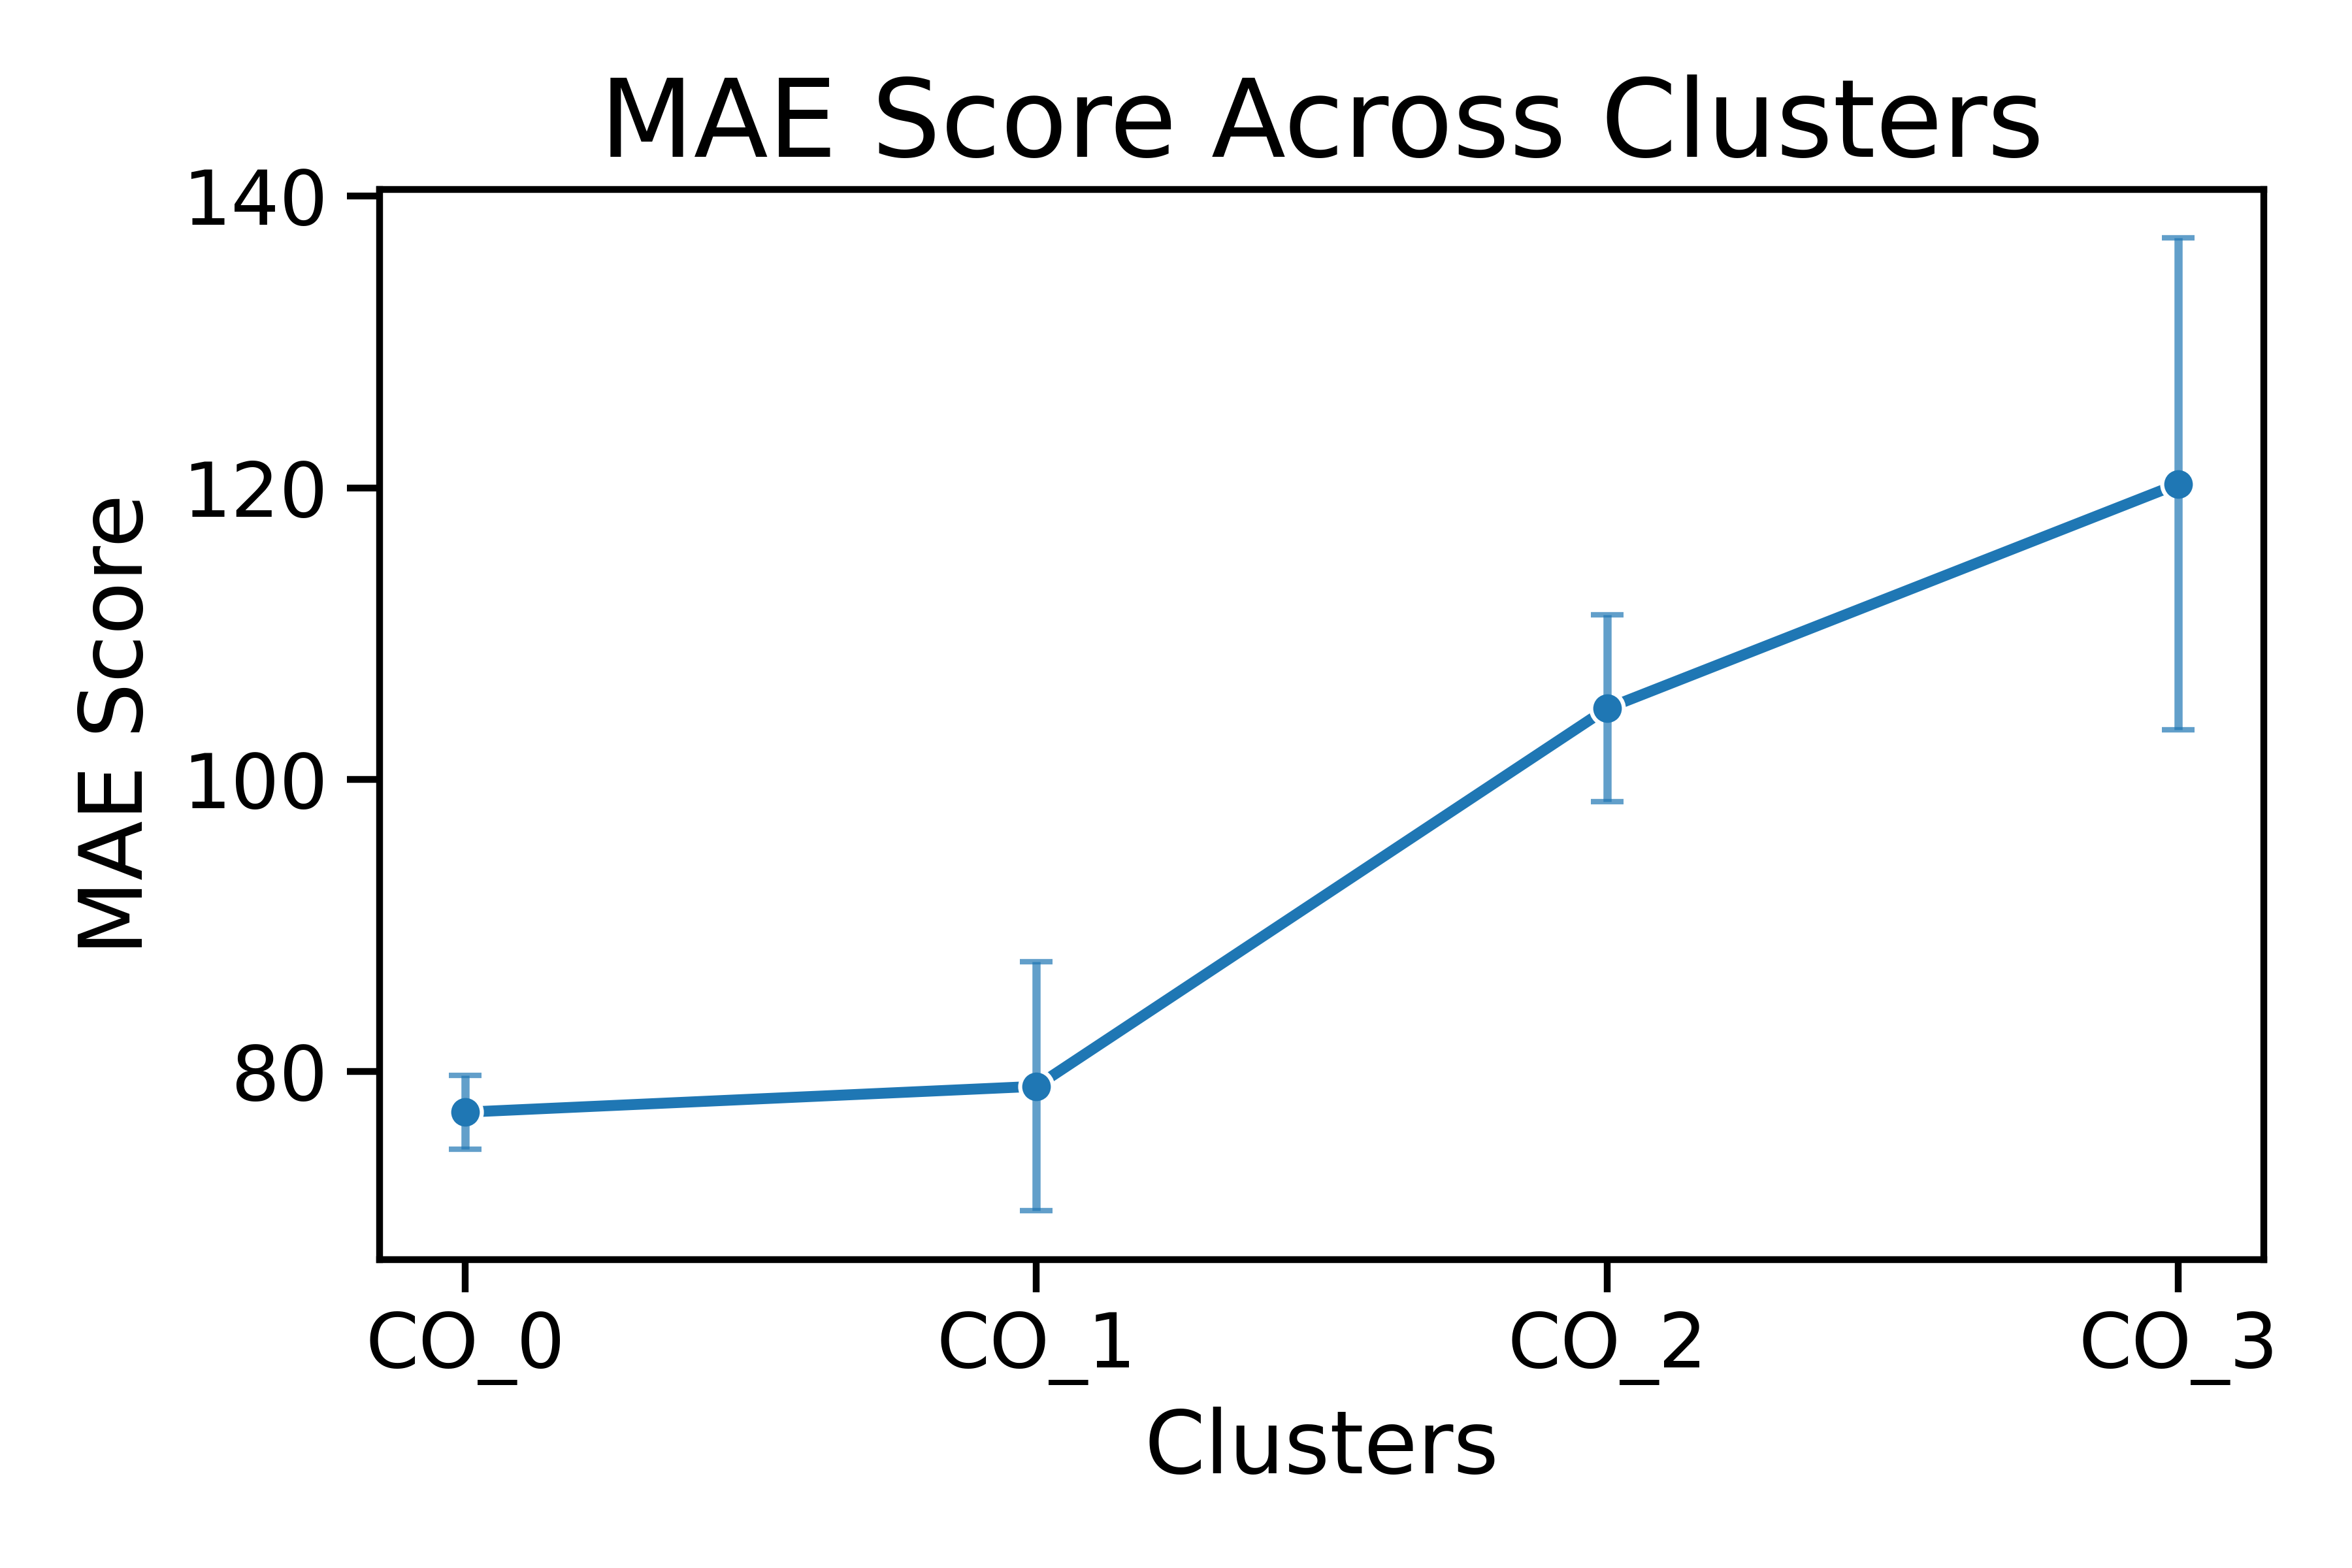 MAE Score Across Clusters
MAE Score
140
120
100
80
CO_0 CO_1 CO_2 CO_3
Clusters